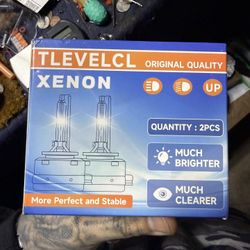 TLEVELCL
ORIGINAL QUALITY
XENON
UP
QUANTITY : 2PCS
MUCH
BRIGHTER
MUCH
CLEARER
More Perfect and Stable